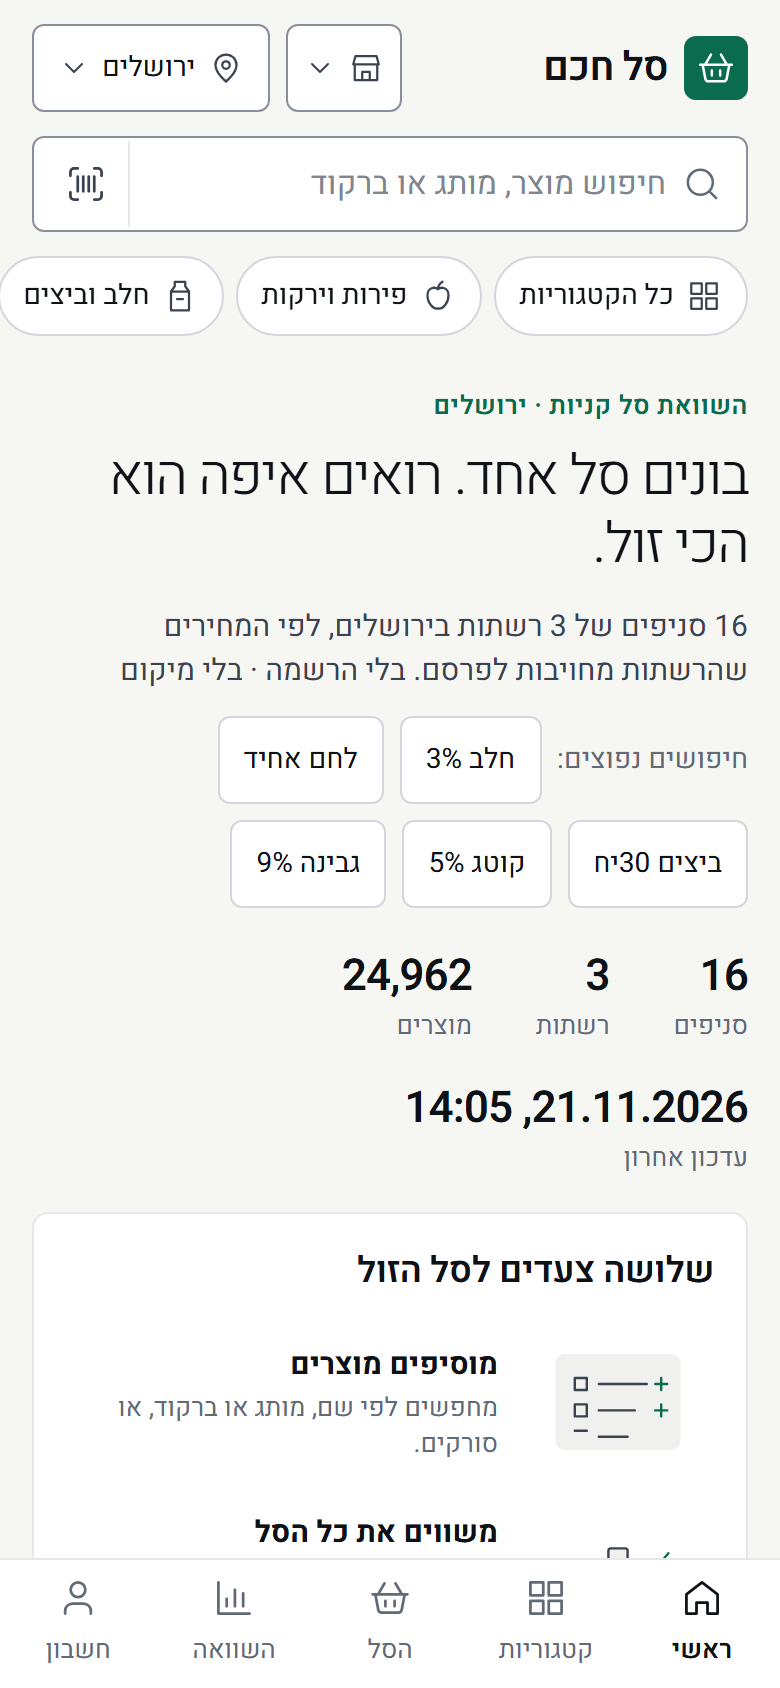 סל חכם
ירושלים
חיפוש מוצר, מותג או ברקוד
כל הקטגוריות
פירות וירקות
חלב וביצים
השוואת סל קניות · ירושלים
בונים סל אחד. רואים איפה הוא
הכי זול.
16 סניפים של 3 רשתות בירושלים, לפי המחירים
שהרשתות מחויבות לפרסם. בלי הרשמה · בלי מיקום
חיפושים נפוצים:
חלב 3%
לחם אחיד
ביצים 30יח
קוטג 5%
גבינה 9%
16
סניפים
3
רשתות
24,962
מוצרים
21.11.2026, 14:05
עדכון אחרון
שלושה צעדים לסל הזול
מוסיפים מוצרים
מחפשים לפי שם, מותג או ברקוד, או
סורקים.
משווים את כל הסל
ראשי
קטגוריות
הסל
השוואה
חשבון